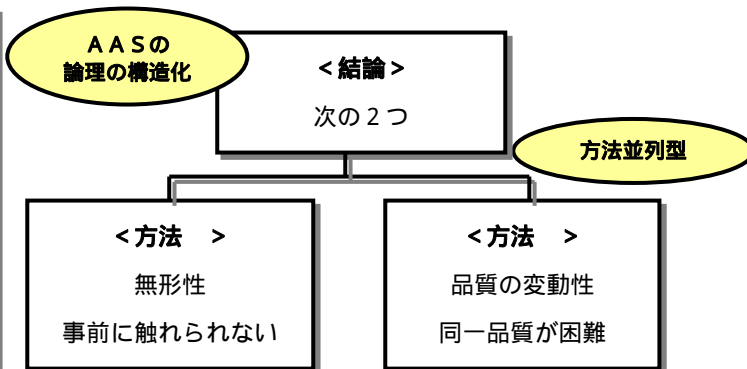 ＡＡＳの
論理の構造化
＜結論＞
次の２つ
方法並列型
＜方法　＞
無形性
事前に触れられない
＜方法　＞
品質の変動性
同一品質が困難